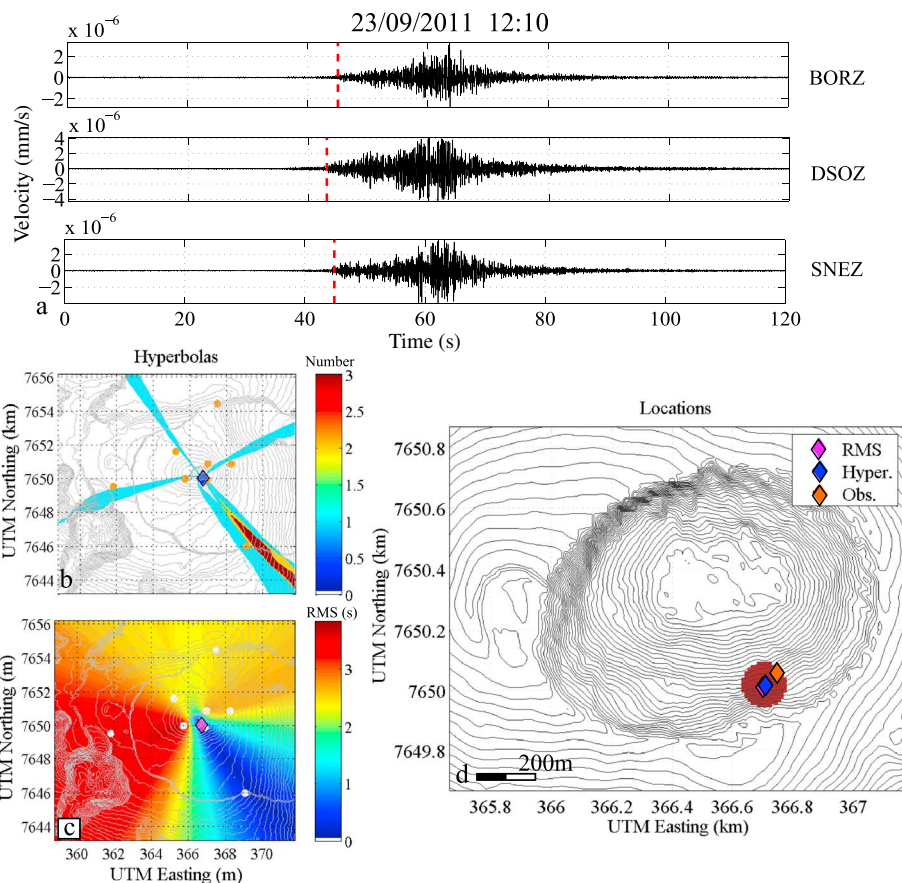 23/09/2011 12:10
x 10⁻⁶
2
0
−2
BORZ
x 10⁻⁶
4
2
0
−2
−4
DSOZ
x 10⁻⁶
2
0
−2
SNEZ
Velocity (mm/s)
a
0 20 40 60 80 100 120
Time (s)
Hyperbolas
Number
7656
7654
7652
7650
7648
7646
7644
UTM Northing (km)
b
3
2.5
2
1.5
1
0.5
0
(km)
RMS (s)
7656
7654
7652
7650
7648
7646
7644
UTM Northing (m)
c
3
2
1
0
360 362 364 366 368 370
UTM Easting (m)
Locations
RMS
Hyper.
Obs.
7650.8
7650.6
7650.4
7650.2
7650
7649.8
UTM Northing (km)
d
200m
365.8 366 366.2 366.4 366.6 366.8 367
UTM Easting (km)